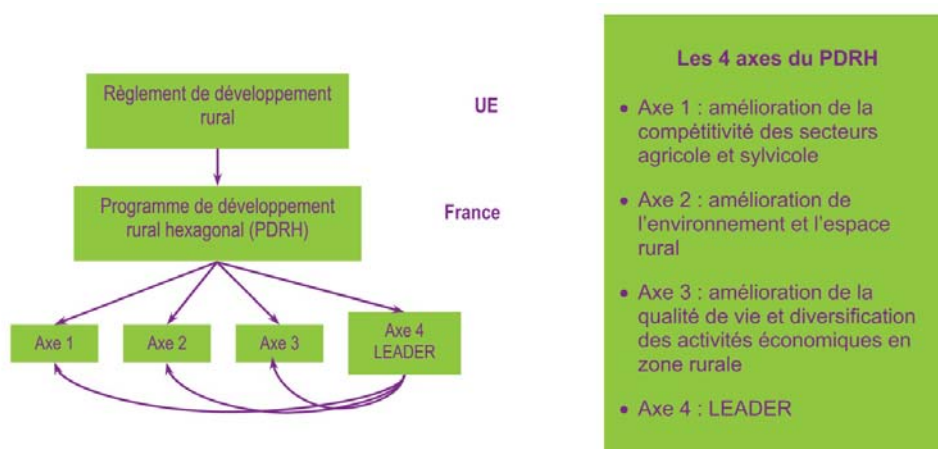 Règlement de développement
rural
UE
Programme de développement
rural hexagonal (PDRH)
France
Axe 1
Axe 2
Axe 3
Axe 4
LEADER
Les 4 axes du PDRH
• Axe 1 : amélioration de la
compétitivité des secteurs
agricole et sylvicole
• Axe 2 : amélioration de
l'environnement et l'espace
rural
• Axe 3 : amélioration de la
qualité de vie et diversification
des activités économiques en
zone rurale
• Axe 4 : LEADER